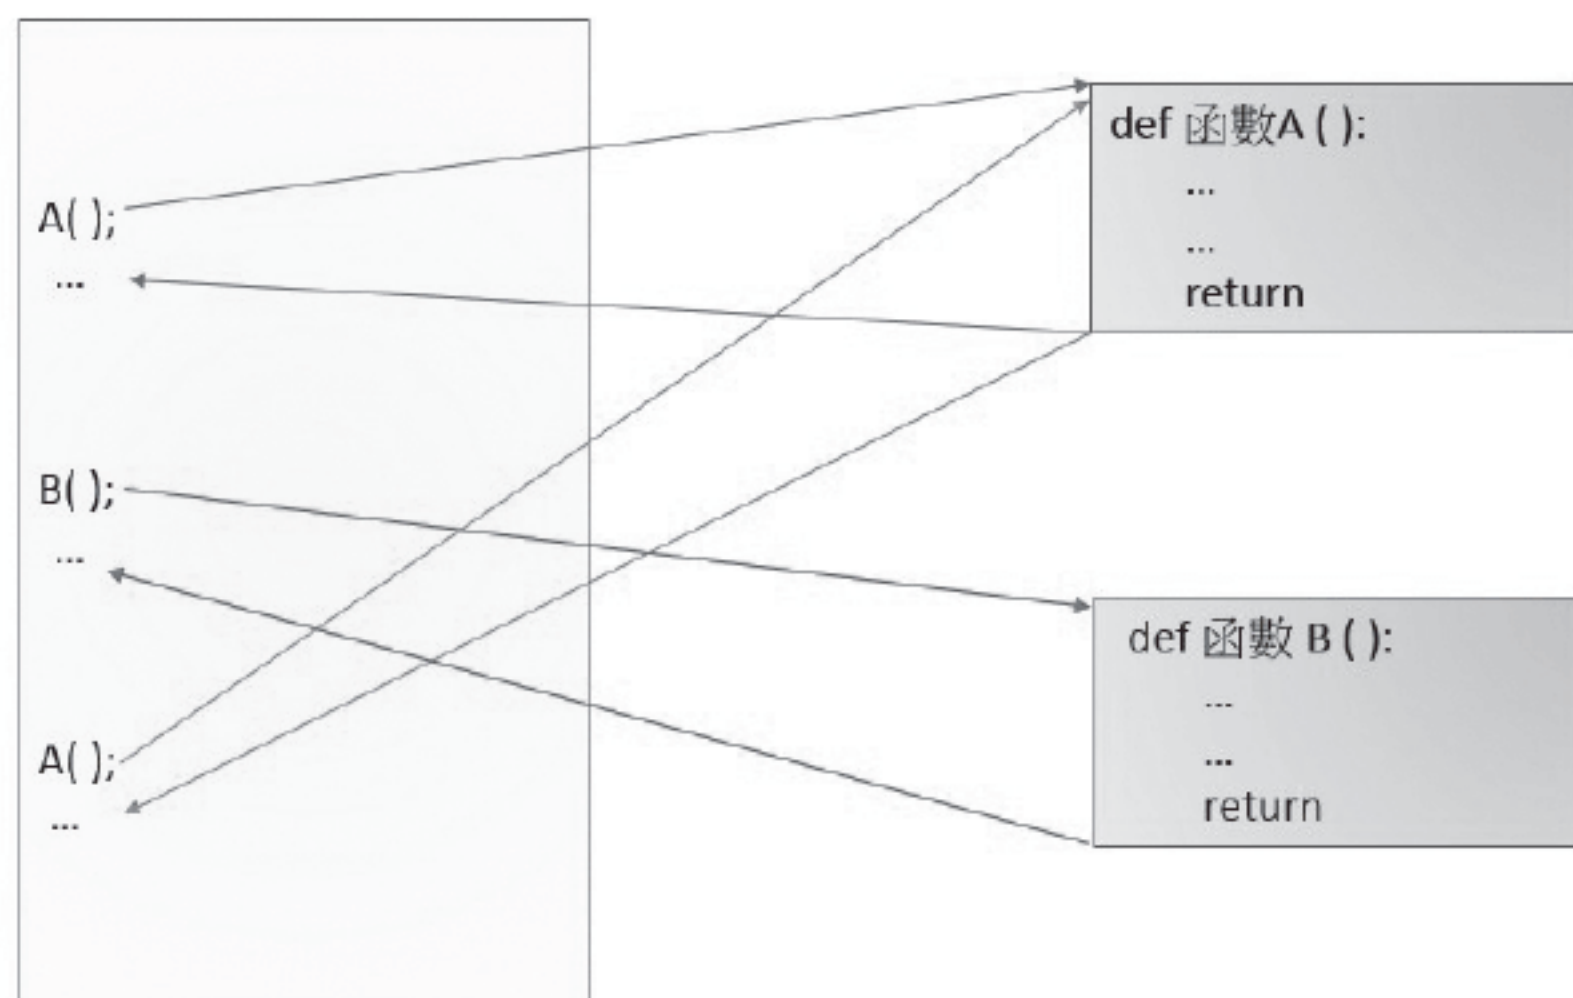 A( );
...
B( );
...
A( );
...
def 函數A ( ):
...
...
return
def 函數 B ( ):
...
...
return